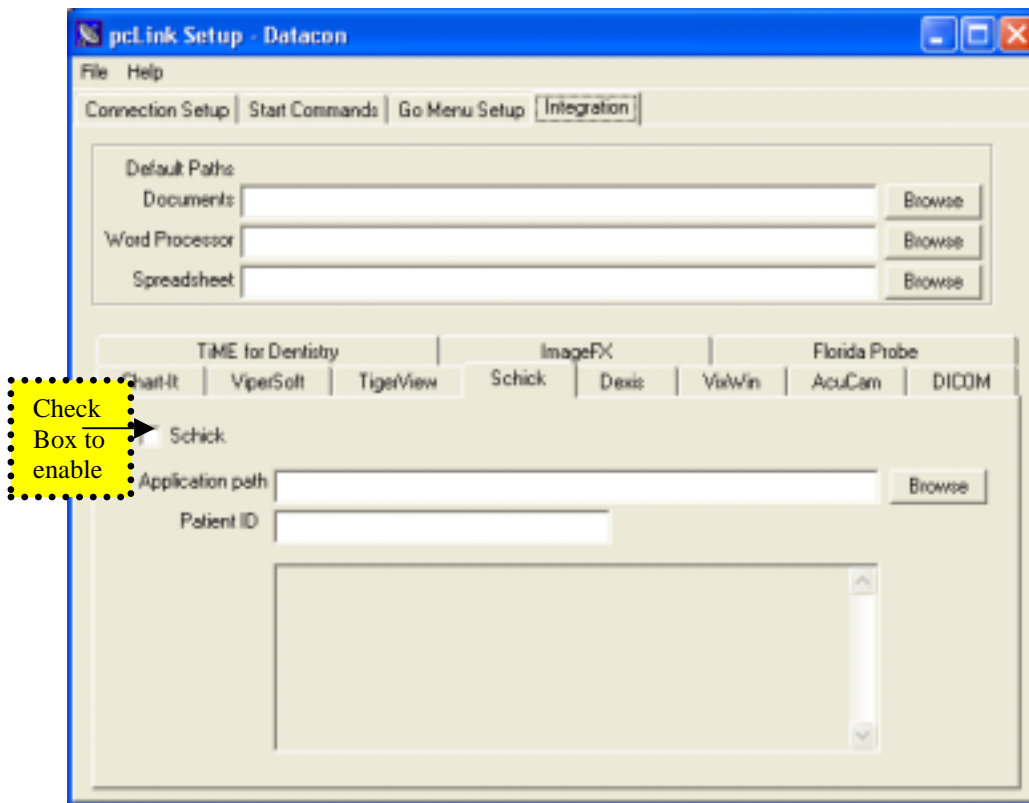 pcLink Setup - Datacon
File Help
Connection Setup Start Commands Go Menu Setup Integration
Default Paths
Documents Browse
Word Processor Browse
Spreadsheet Browse
TiME for Dentistry ImageFX Florida Probe
Chart-It ViperSoft TigerView Schick Dexis VixWin AcuCam DICOM
Check
Box to
enable
Schick
Application path Browse
Patient ID